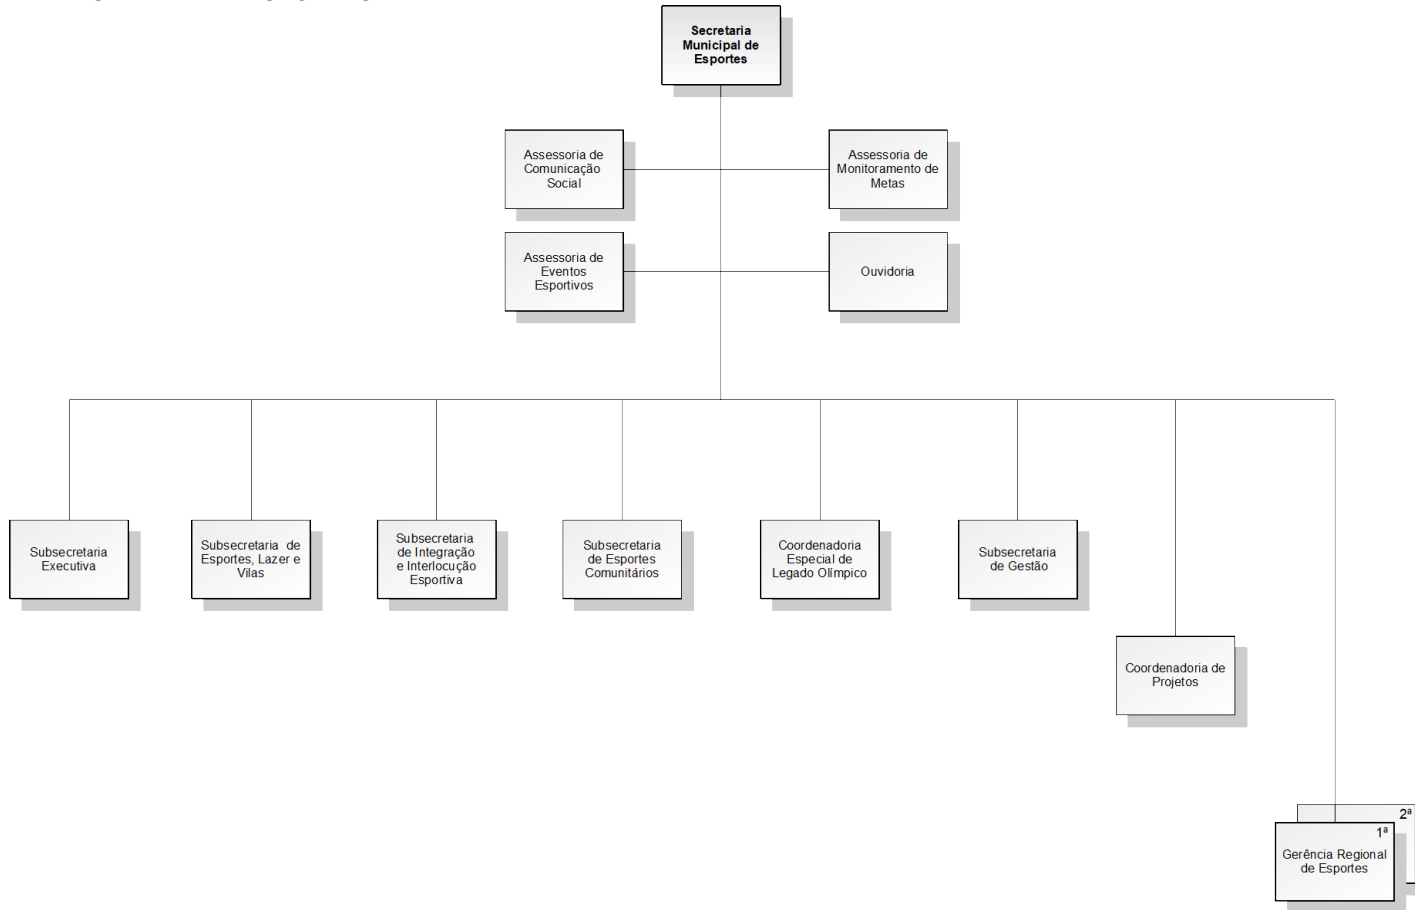 Secretaria
Municipal de
Esportes
Assessoria de
Comunicação
Social
Assessoria de
Monitoramento de
Metas
Assessoria de
Eventos
Esportivos
Ouvidoria
Subsecretaria
Executiva
Subsecretaria de
Esportes, Lazer e
Vilas
Subsecretaria
de Integração
e Interlocução
Esportiva
Subsecretaria
de Esportes
Comunitários
Coordenadoria
Especial de
Legado Olímpico
Subsecretaria
de Gestão
Coordenadoria de
Projetos
2ª
1ª
Gerência Regional
de Esportes